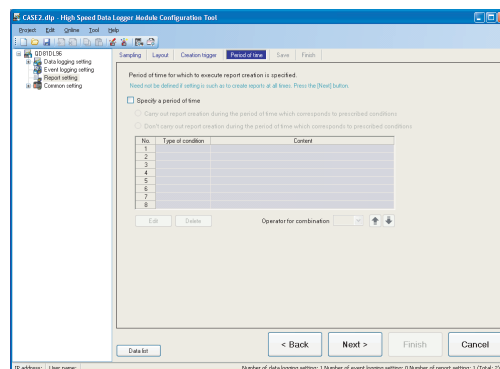 CASE2.dlp - High Speed Data Logger Module Configuration Tool
Project Edit Online Tool Help
QD81DL96
Data logging setting
Event logging setting
Report setting
Common setting
Sampling Layout Creation trigger Period of time Save Finish
Period of time for which to execute report creation is specified.
Need not be defined if setting is such as to create reports at all times. Press the [Next] button.
Specify a period of time
Carry out report creation during the period of time which corresponds to prescribed conditions
Don't carry out report creation during the period of time which corresponds to prescribed conditions
No. Type of condition Content
1
2
3
4
5
6
7
8
Edit Delete Operator for combination
Data list
< Back Next > Finish Cancel
IP address: User name: Number of data logging setting: 1 Number of event logging setting: 0 Number of report setting: 1 (Total: 2)